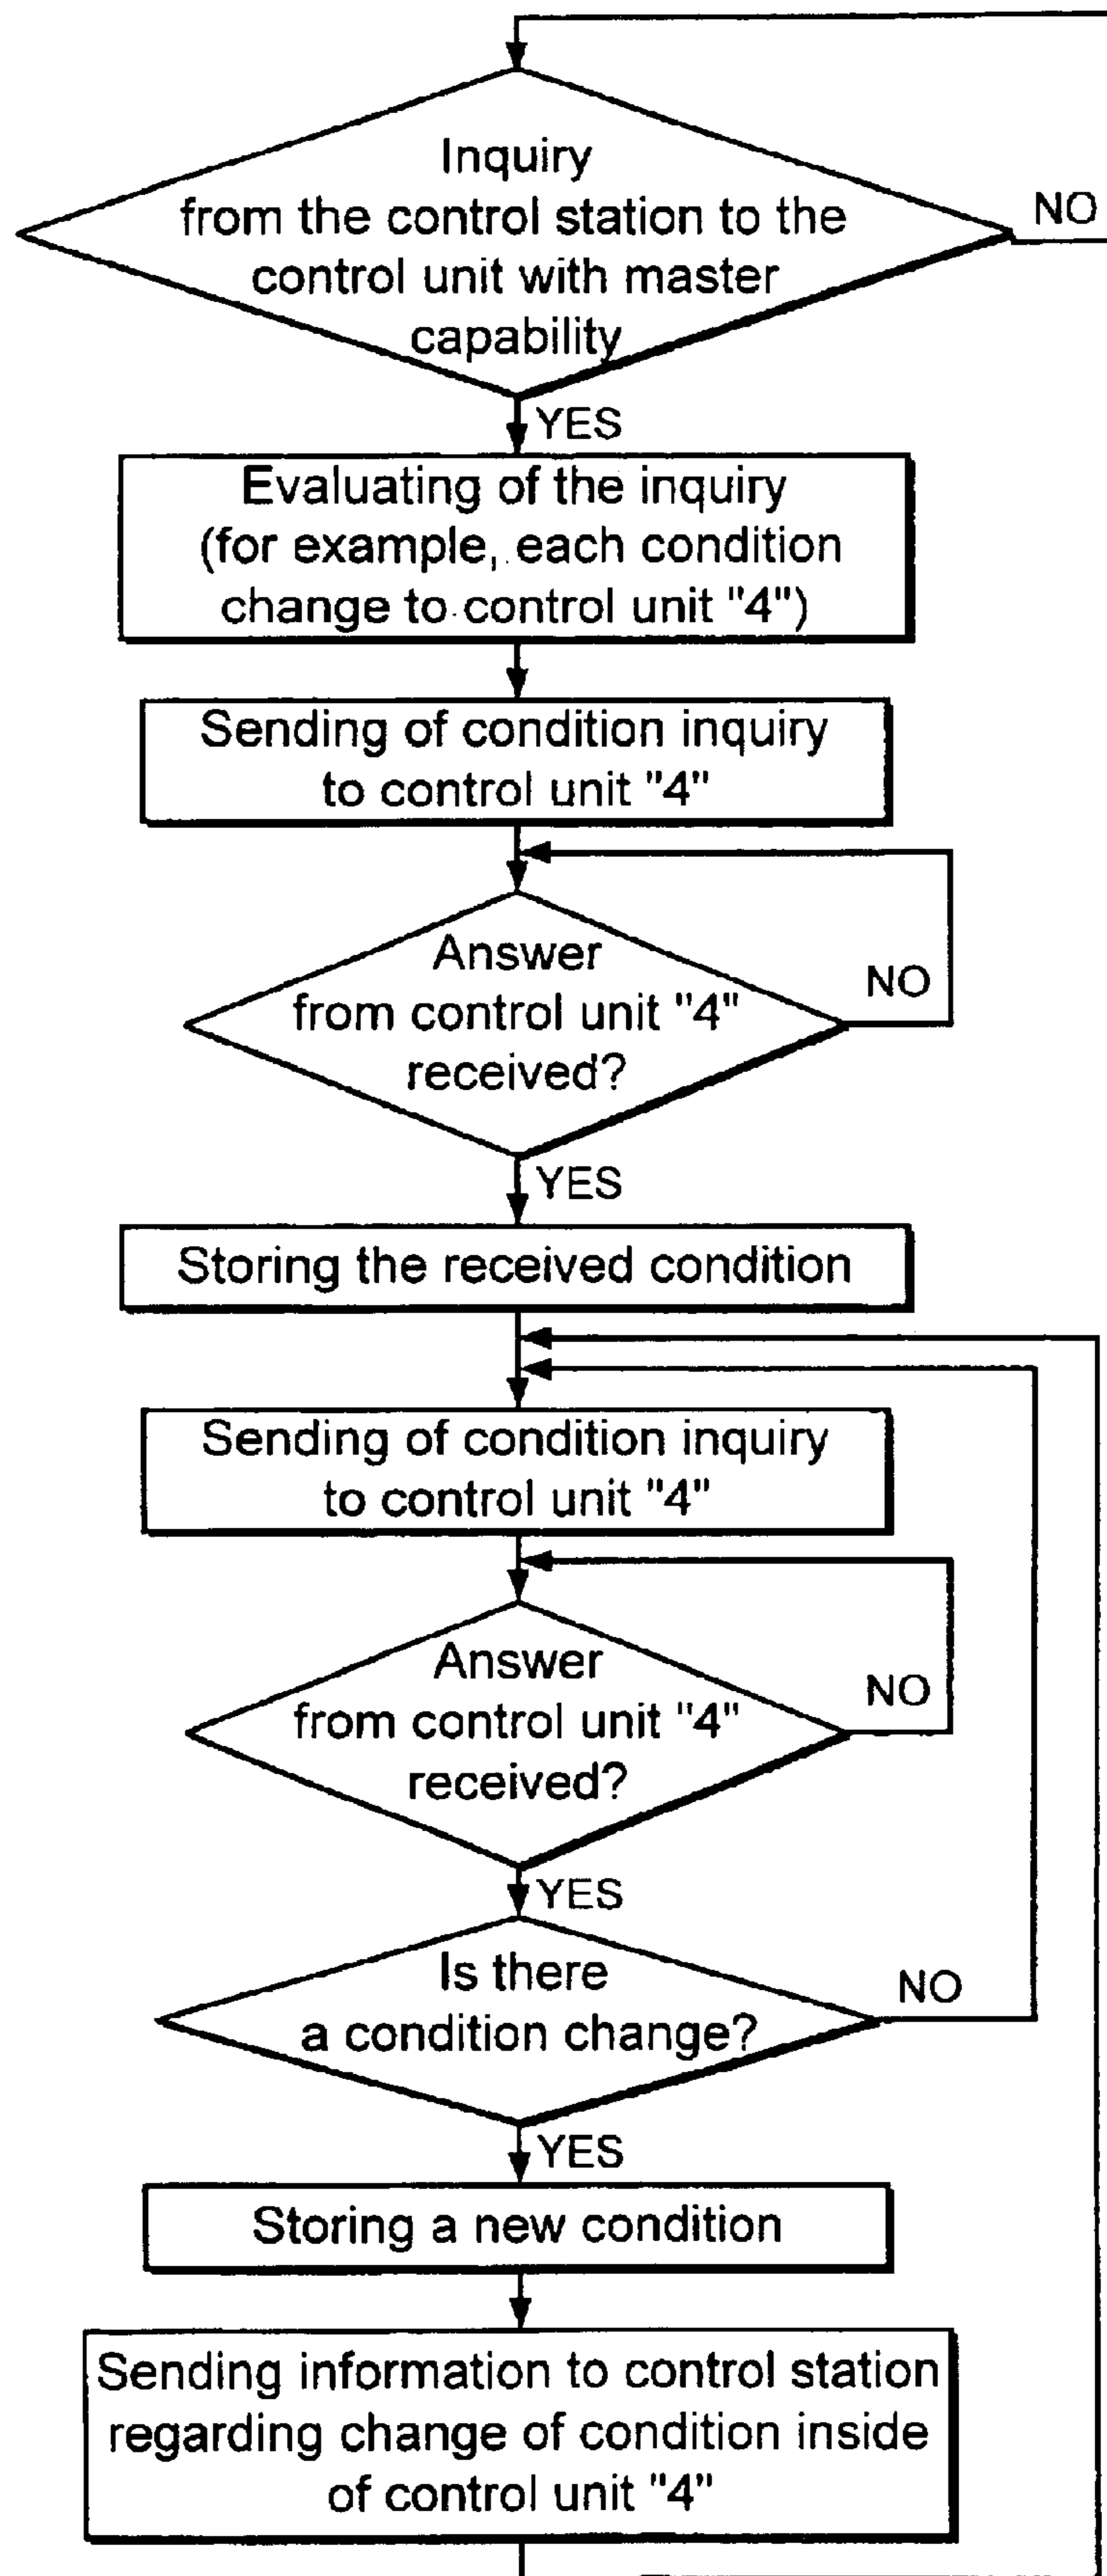 Inquiry
from the control station to the
control unit with master
capability
NO
YES
Evaluating of the inquiry
(for example, each condition
change to control unit "4")
Sending of condition inquiry
to control unit "4"
Answer
from control unit "4"
received?
NO
YES
Storing the received condition
Sending of condition inquiry
to control unit "4"
Answer
from control unit "4"
received?
NO
YES
Is there
a condition change?
NO
YES
Storing a new condition
Sending information to control station
regarding change of condition inside
of control unit "4"